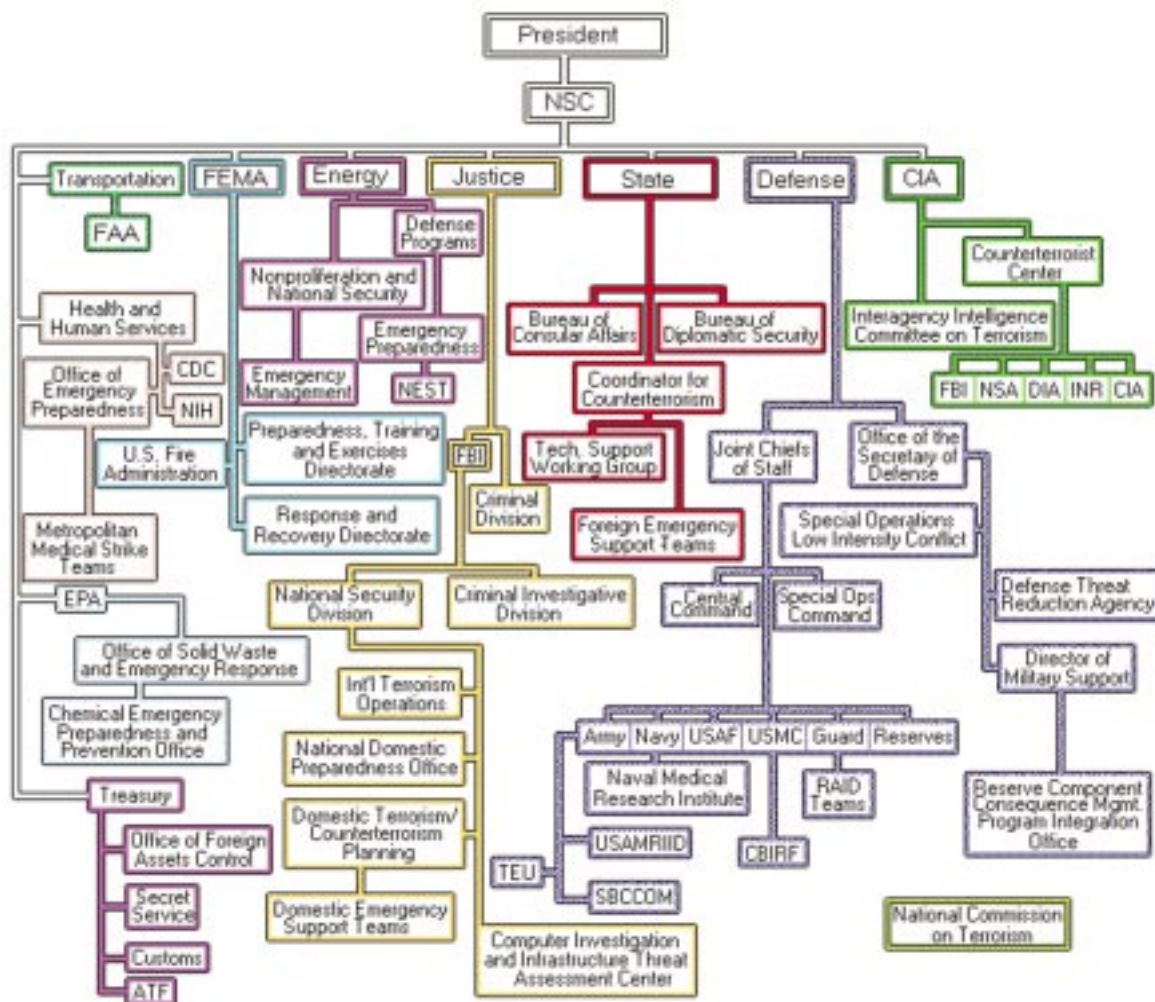 President
NSC
Transportation
FEMA
Energy
Justice
State
Defense
CIA
FAA
Defense
Programs
Counterterrorist
Center
Nonproliferation and
National Security
Health and
Human Services
Bureau of
Consular Affairs
Bureau of
Diplomatic Security
Interagency Intelligence
Committee on Terrorism
Emergency
Preparedness
CDC
Office of
Emergency
Preparedness
NIH
Emergency
Management
NEST
Coordinator for
Counterterrorism
FBI NSA DIA INR CIA
U.S. Fire
Administration
Preparedness, Training
and Exercises
Directorate
FBI
Tech. Support
Working Group
Joint Chiefs
of Staff
Office of the
Secretary of
Defense
Criminal
Division
Metropolitan
Medical Strike
Teams
Response and
Recovery Directorate
Foreign Emergency
Support Teams
Special Operations
Low Intensity Conflict
EPA
National Security
Division
Criminal Investigative
Division
Central
Command
Special Ops
Command
Defense Threat
Reduction Agency
Office of Solid Waste
and Emergency Response
Int'l Terrorism
Operations
Director of
Military Support
Chemical Emergency
Preparedness and
Prevention Office
National Domestic
Preparedness Office
Army Navy USAF USMC Guard Reserves
Naval Medical
Research Institute
RAID
Teams
Reserve Component
Consequence Mgmt.
Program Integration
Office
Treasury
Office of Foreign
Assets Control
Domestic Terrorism/
Counterterrorism
Planning
USAMRIID
CBIRF
TEU
SBCCOM
Secret
Service
Domestic Emergency
Support Teams
Customs
ATF
Computer Investigation
and Infrastructure Threat
Assessment Center
National Commission
on Terrorism